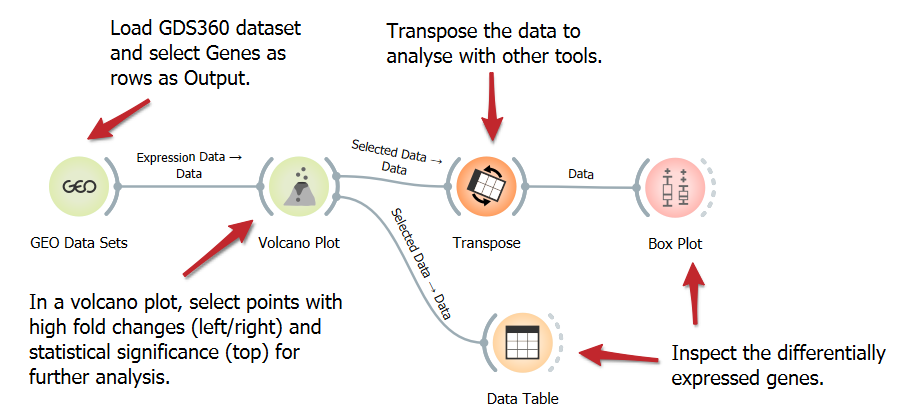 Load GDS360 dataset
and select Genes as
rows as Output.
Transpose the data to
analyse with other tools.
Expression Data →
Data
Selected Data →
Data
Data
GEO
GEO Data Sets
Volcano Plot
Transpose
Box Plot
Selected Data → Data
In a volcano plot, select points with
high fold changes (left/right) and
statistical significance (top) for
further analysis.
Data Table
Inspect the differentially
expressed genes.